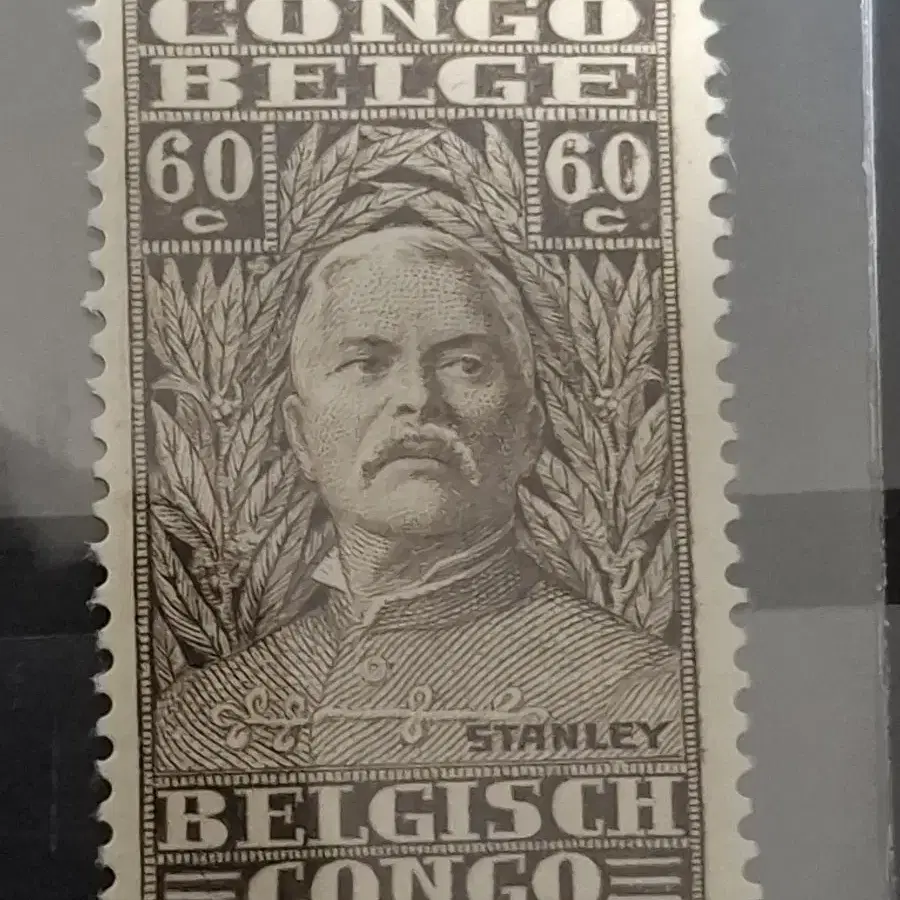 CONGO
BELGE
60 60
c c
STANLEY
BELGISCH
CONGO